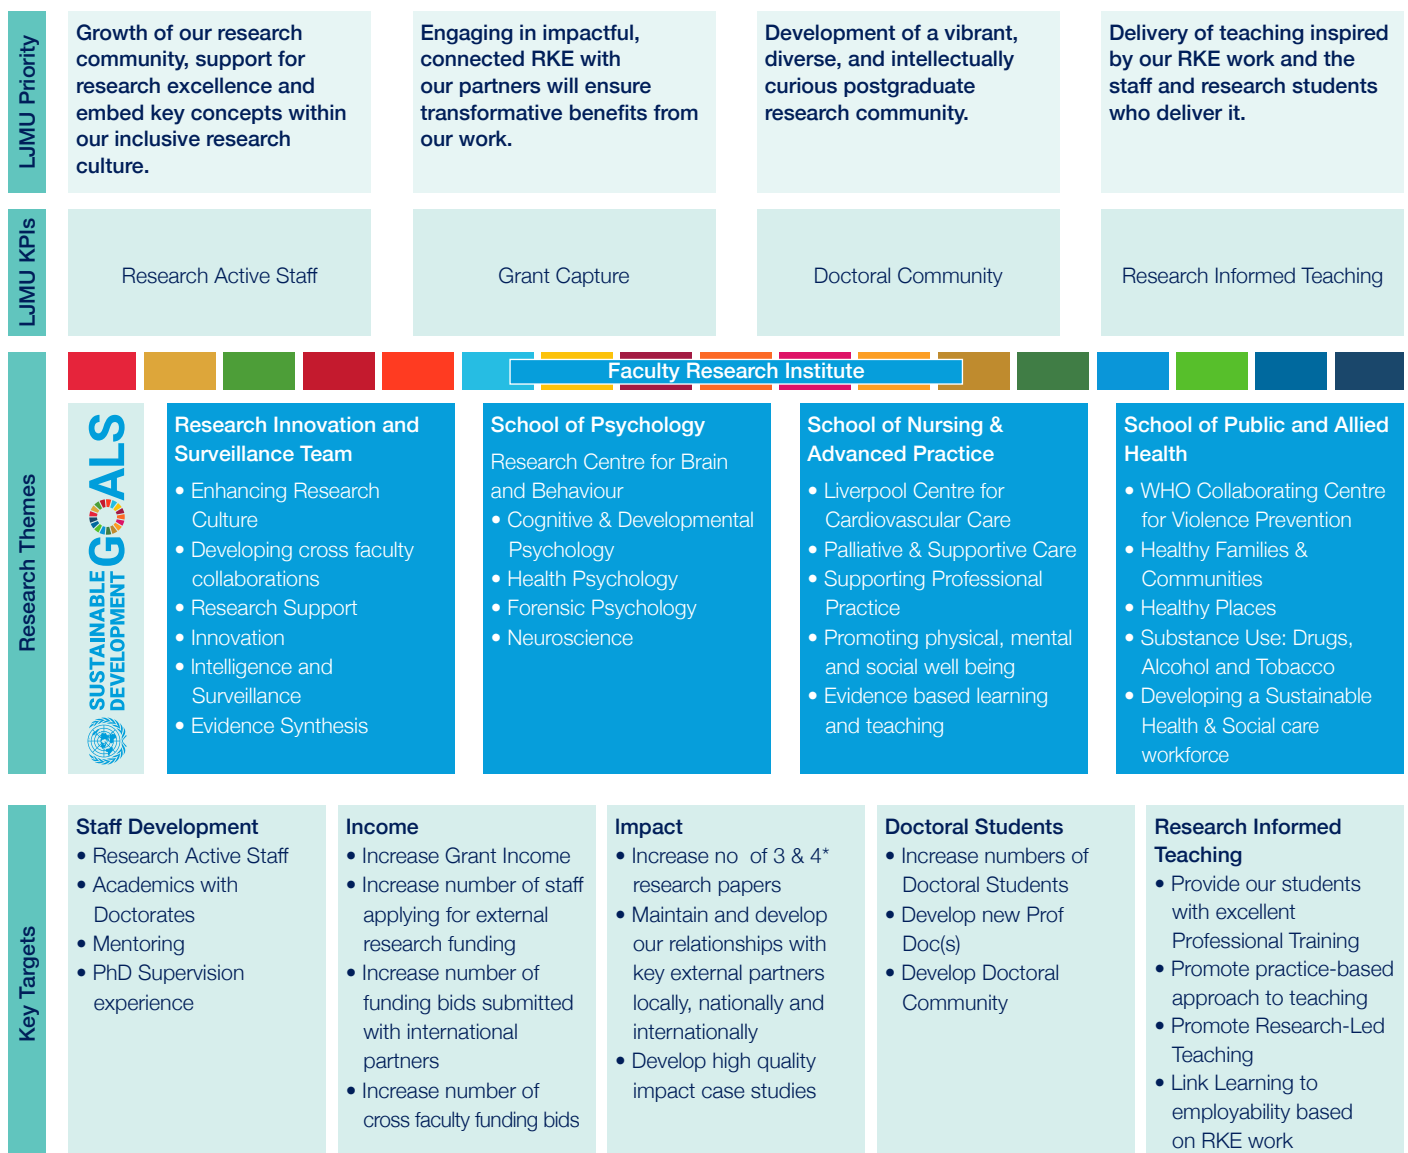 LJMU Priority
Growth of our research
community, support for
research excellence and
embed key concepts within
our inclusive research
culture.
Engaging in impactful,
connected RKE with
our partners will ensure
transformative benefits from
our work.
Development of a vibrant,
diverse, and intellectually
curious postgraduate
research community.
Delivery of teaching inspired
by our RKE work and the
staff and research students
who deliver it.
LJMU KPIs
Research Active Staff
Grant Capture
Doctoral Community
Research Informed Teaching
Research Themes
Faculty Research Institute
SUSTAINABLE
DEVELOPMENT
GOALS
Research Innovation and
Surveillance Team
• Enhancing Research
Culture
• Developing cross faculty
collaborations
• Research Support
• Innovation
• Intelligence and
Surveillance
• Evidence Synthesis
School of Psychology
Research Centre for Brain
and Behaviour
• Cognitive & Developmental
Psychology
• Health Psychology
• Forensic Psychology
• Neuroscience
School of Nursing &
Advanced Practice
• Liverpool Centre for
Cardiovascular Care
• Palliative & Supportive Care
• Supporting Professional
Practice
• Promoting physical, mental
and social well being
• Evidence based learning
and teaching
School of Public and Allied
Health
• WHO Collaborating Centre
for Violence Prevention
• Healthy Families &
Communities
• Healthy Places
• Substance Use: Drugs,
Alcohol and Tobacco
• Developing a Sustainable
Health & Social care
workforce
Key Targets
Staff Development
• Research Active Staff
• Academics with
Doctorates
• Mentoring
• PhD Supervision
experience
Income
• Increase Grant Income
• Increase number of staff
applying for external
research funding
• Increase number of
funding bids submitted
with international
partners
• Increase number of
cross faculty funding bids
Impact
• Increase no  of 3 & 4*
research papers
• Maintain and develop
our relationships with
key external partners
locally, nationally and
internationally
• Develop high quality
impact case studies
Doctoral Students
• Increase numbers of
Doctoral Students
• Develop new Prof
Doc(s)
• Develop Doctoral
Community
Research Informed
Teaching
• Provide our students
with excellent
Professional Training
• Promote practice-based
approach to teaching
• Promote Research-Led
Teaching
• Link Learning to
employability based
on RKE work